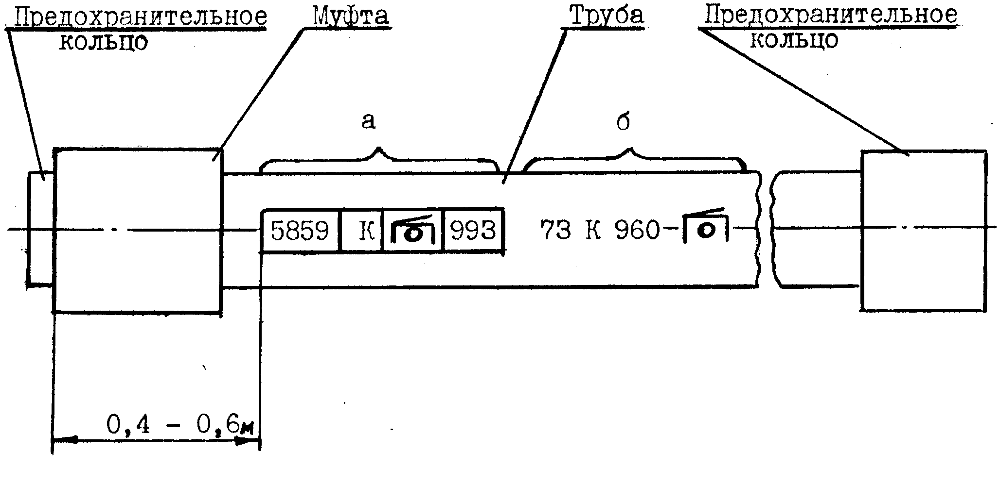 Предохранительное
кольцо
Муфта
Труба
Предохранительное
кольцо
а
б
5859 К 993
73 К 960-
0,4 - 0,6м